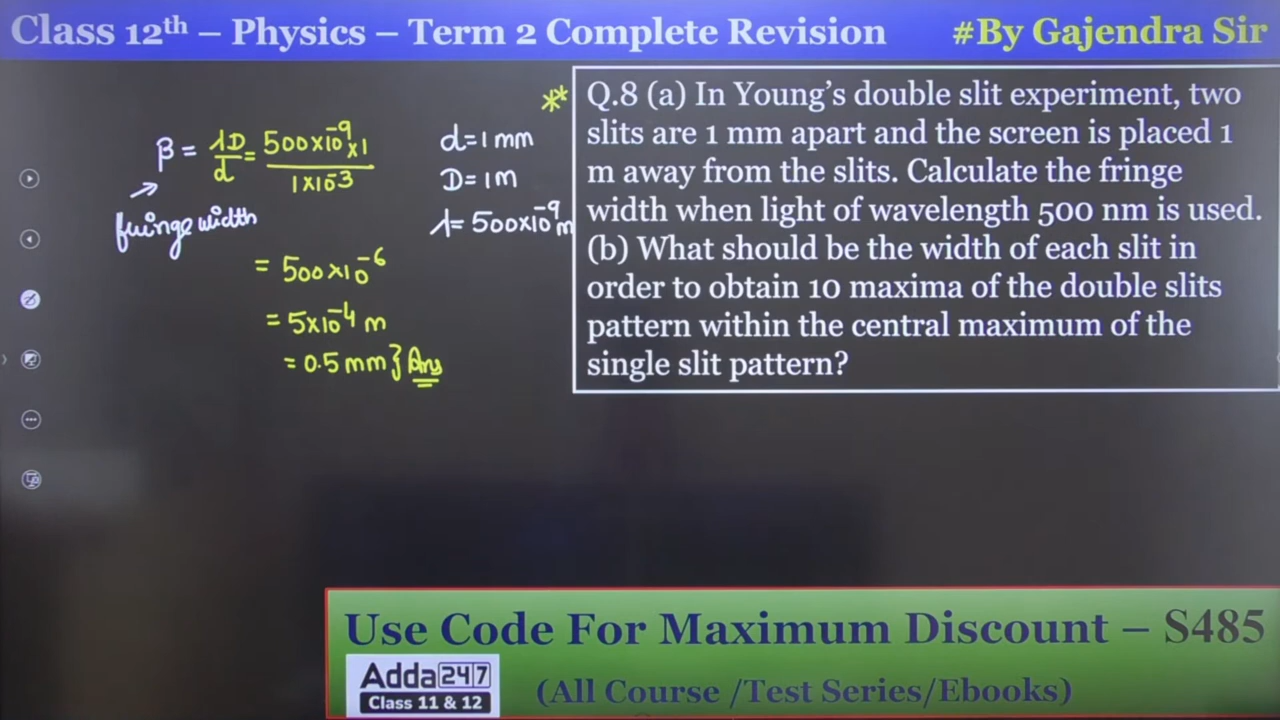 Class 12th – Physics – Term 2 Complete Revision #By Gajendra Sir
** Q.8 (a) In Young's double slit experiment, two
slits are 1 mm apart and the screen is placed 1
m away from the slits. Calculate the fringe
width when light of wavelength 500 nm is used.
(b) What should be the width of each slit in
order to obtain 10 maxima of the double slits
pattern within the central maximum of the
single slit pattern?
β = λD/d = 500×10⁻⁹×1 / 1×10⁻³
fringe width
= 500×10⁻⁶
= 5×10⁻⁴ m
= 0.5 mm } Ans
d=1 mm
D=1m
λ=500×10⁻⁹m
Use Code For Maximum Discount – S485
Adda247
Class 11 & 12
(All Course /Test Series/Ebooks)